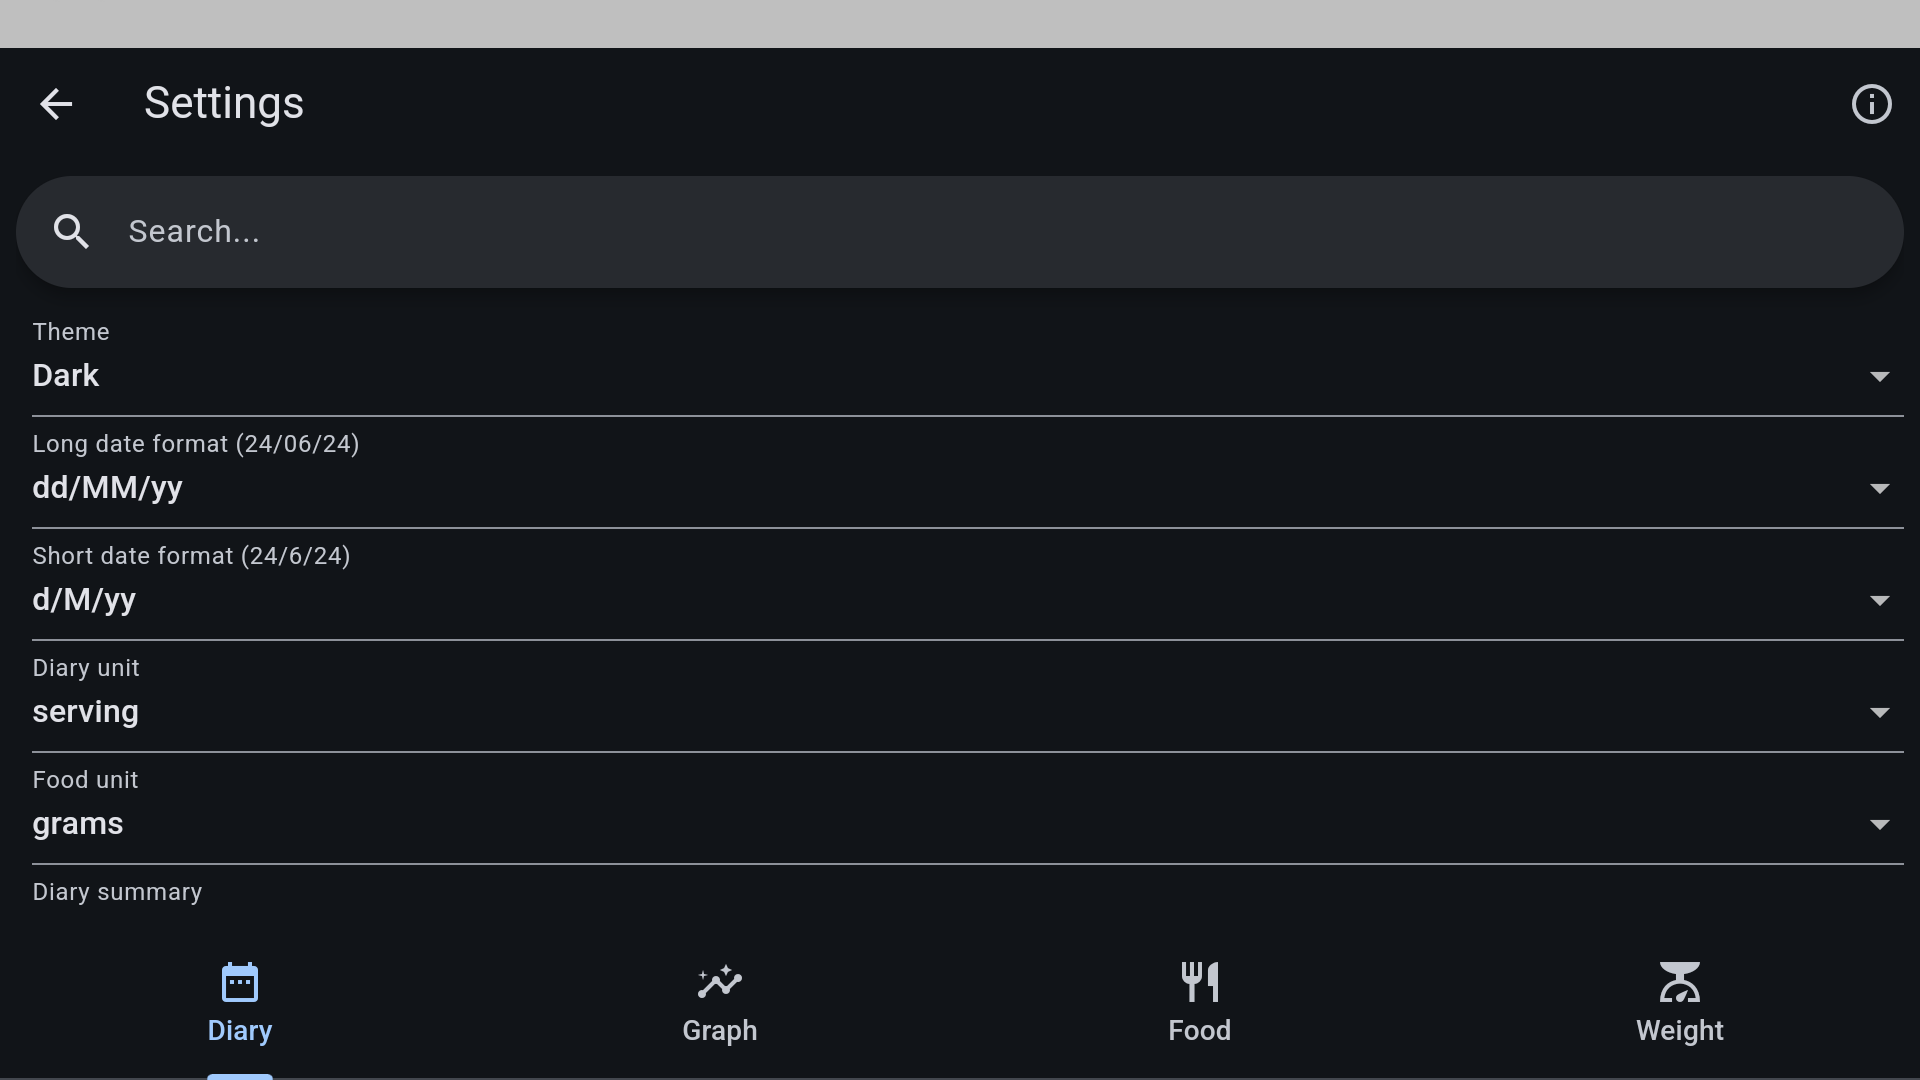 Settings
Search...
Theme
Dark
Long date format (24/06/24)
dd/MM/yy
Short date format (24/6/24)
d/M/yy
Diary unit
serving
Food unit
grams
Diary summary
Diary
Graph
Food
Weight